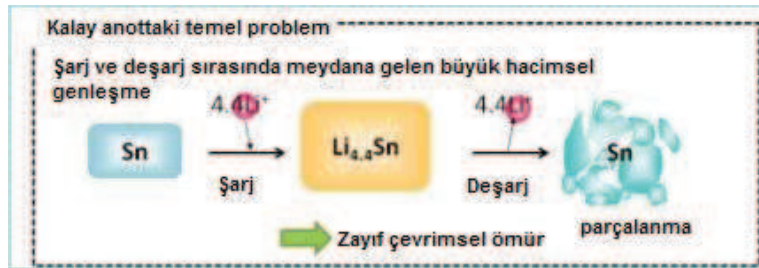 Kalay anottaki temel problem
Şarj ve deşarj sırasında meydana gelen büyük hacimsel
genleşme
4.4Li⁺ 4.4Li
Sn Li₄.₄Sn Sn
Şarj Deşarj
parçalanma
Zayıf çevrimsel ömür